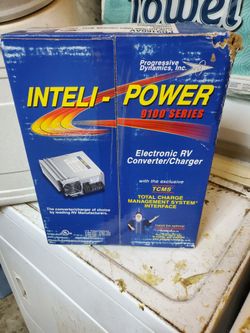 Towel
Progressive
Dynamics, Inc.
INTELI - POWER
9100 SERIES
Electronic RV
Converter/Charger
with the exclusive
TCMS
TOTAL CHARGE
MANAGEMENT SYSTEM
INTERFACE
The converter/charger of choice
by leading RV Manufacturers.